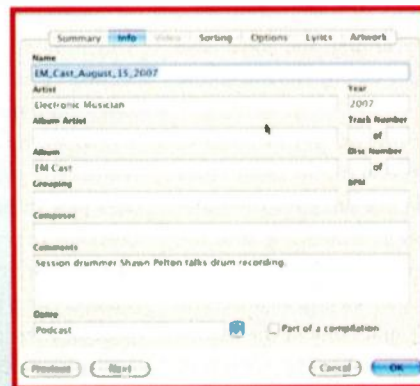 Summary Info Video Sorting Options Lyrics Artwork
Name
EM_Cast_August_15_2007
Artist Year
Electronic Musician 2007
Album Artist Track Number
of
Album Disc Number
EM Cast of
Grouping BPM
Composer
Comments
Session drummer Shawn Pelton talks drum recording.
Genre
Podcast Part of a compilation
Previous Next Cancel OK